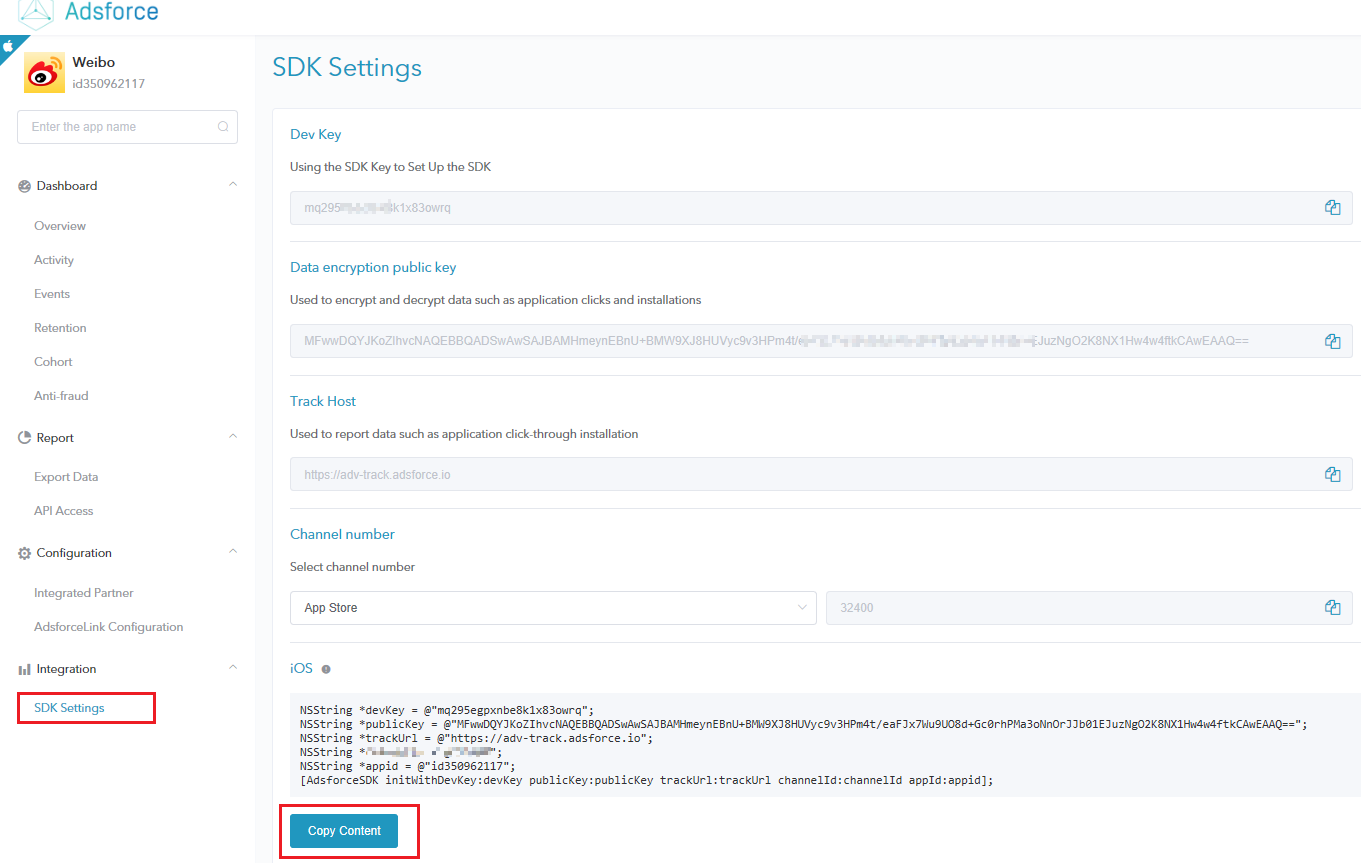 Adsforce
Weibo
id350962117
Enter the app name
Dashboard
Overview
Activity
Events
Retention
Cohort
Anti-fraud
Report
Export Data
API Access
Configuration
Integrated Partner
AdsforceLink Configuration
Integration
SDK Settings
SDK Settings
Dev Key
Using the SDK Key to Set Up the SDK
mq295 k1x83owrq
Data encryption public key
Used to encrypt and decrypt data such as application clicks and installations
MFwwDQYJKoZIhvcNAQEBBQADSwAwSAJBAMHmeynEBnU+BMW9XJ8HUVyc9v3HPm4t/e JuzNgO2K8NX1Hw4w4ftkCAwEAAQ==
Track Host
Used to report data such as application click-through installation
https://adv-track.adsforce.io
Channel number
Select channel number
App Store
32400
iOS
NSString *devKey = @"mq295egpxnbe8k1x83owrq";
NSString *publicKey = @"MFwwDQYJKoZIhvcNAQEBBQADSwAwSAJBAMHmeynEBnU+BMW9XJ8HUVyc9v3HPm4t/eaFJx7Wu9UO8d+Gc0rhPMa3oNnOrJJb01EJuzNgO2K8NX1Hw4w4ftkCAwEAAQ==";
NSString *trackUrl = @"https://adv-track.adsforce.io";
NSString * ";
NSString *appid = @"id350962117";
[AdsforceSDK initWithDevKey:devKey publicKey:publicKey trackUrl:trackUrl channelId:channelId appId:appid];
Copy Content